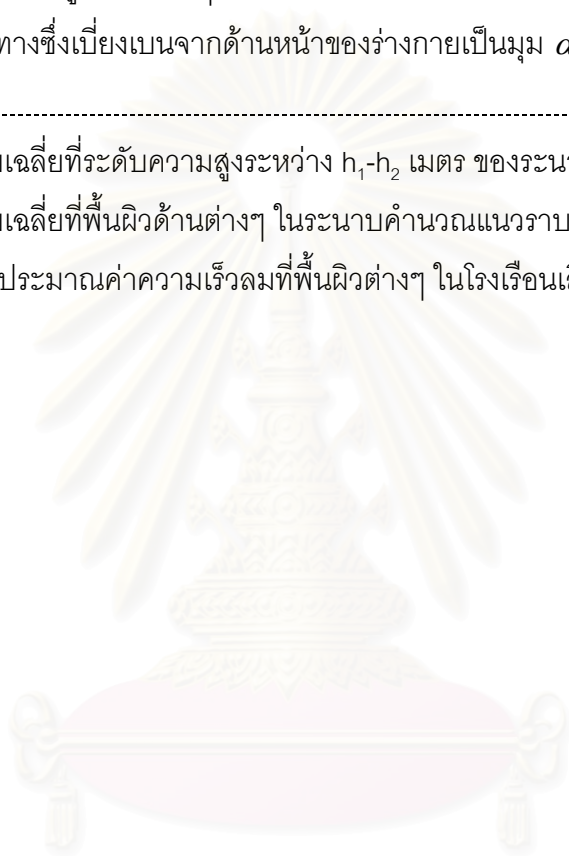 ทางซึ่งเบี่ยงเบนจากด้านหน้าของร่างกายเป็นมุม α
เฉลี่ยที่ระดับความสูงระหว่าง h₁-h₂ เมตร ของระนา
เฉลี่ยที่พื้นผิวด้านต่างๆ ในระนาบคำนวณแนวราบ
ประมาณค่าความเร็วลมที่พื้นผิวต่างๆ ในโรงเรือน